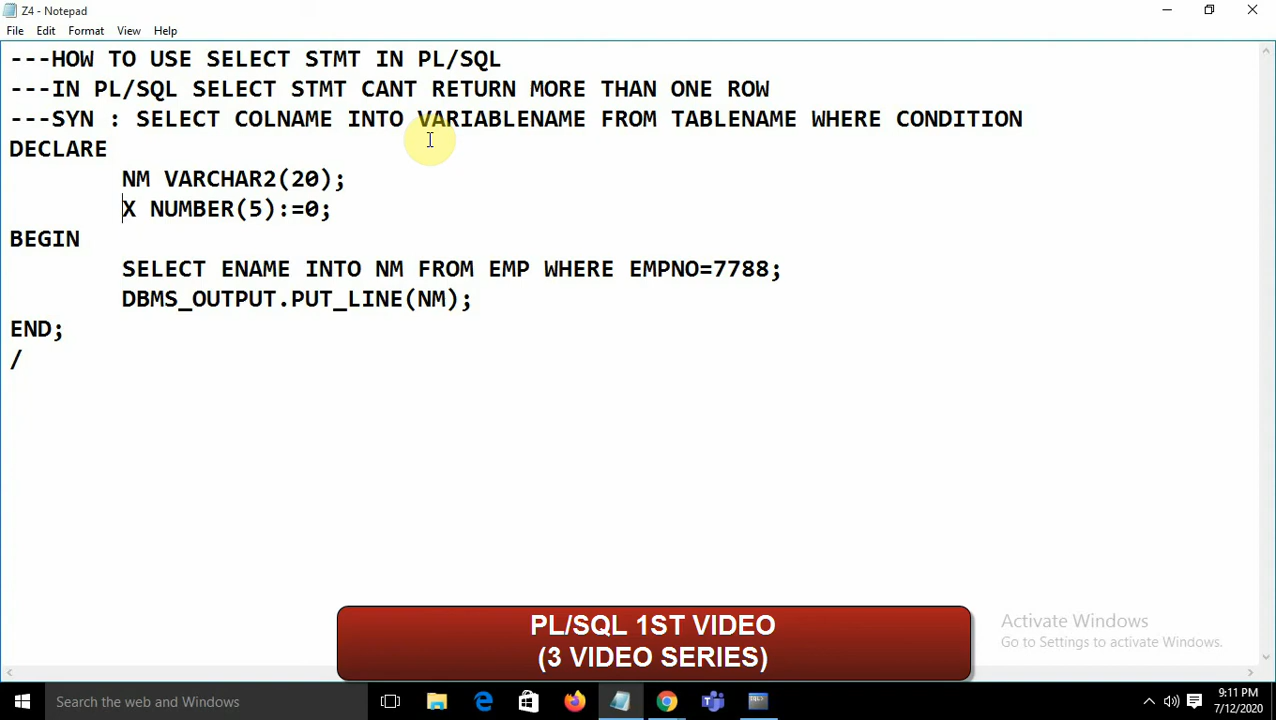 Z4 - Notepad
File Edit Format View Help
---HOW TO USE SELECT STMT IN PL/SQL
---IN PL/SQL SELECT STMT CANT RETURN MORE THAN ONE ROW
---SYN : SELECT COLNAME INTO VARIABLENAME FROM TABLENAME WHERE CONDITION
DECLARE
NM VARCHAR2(20);
X NUMBER(5):=0;
BEGIN
SELECT ENAME INTO NM FROM EMP WHERE EMPNO=7788;
DBMS_OUTPUT.PUT_LINE(NM);
END;
/
PL/SQL 1ST VIDEO
(3 VIDEO SERIES)
Activate Windows
Go to Settings to activate Windows.
Search the web and Windows
9:11 PM
7/12/2020